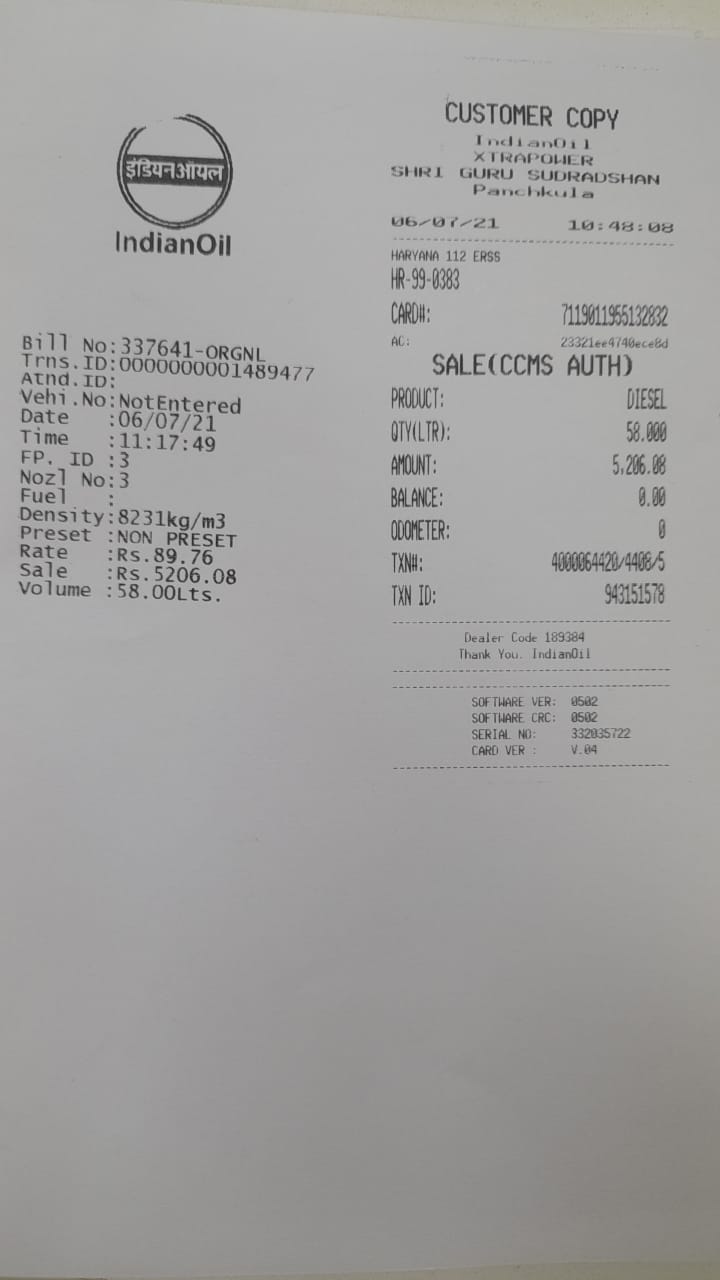 इंडियनऑयल
IndianOil
Bill No:337641-ORGNL
Trns.ID:0000000001489477
Atnd.ID:
Vehi.No:NotEntered
Date :06/07/21
Time :11:17:49
FP. ID :3
Nozl No:3
Fuel :
Density:8231kg/m3
Preset :NON PRESET
Rate :Rs.89.76
Sale :Rs.5206.08
Volume :58.00Lts.
CUSTOMER COPY
IndianOil
XTRAPOWER
SHRI GURU SUDRADSHAN
Panchkula
06/07/21 10:48:08
HARYANA 112 ERSS
HR-99-0383
CARD#: 7119011955132832
AC: 23321ee4740ece8d
SALE(CCMS AUTH)
PRODUCT: DIESEL
QTY(LTR): 58.000
AMOUNT: 5,206.08
BALANCE: 0.00
ODOMETER: 0
TXN#: 4000064420/4408/5
TXN ID: 943151578
Dealer Code 189384
Thank You. IndianOil
SOFTWARE VER: 0502
SOFTWARE CRC: 0502
SERIAL NO: 332035722
CARD VER : V.04